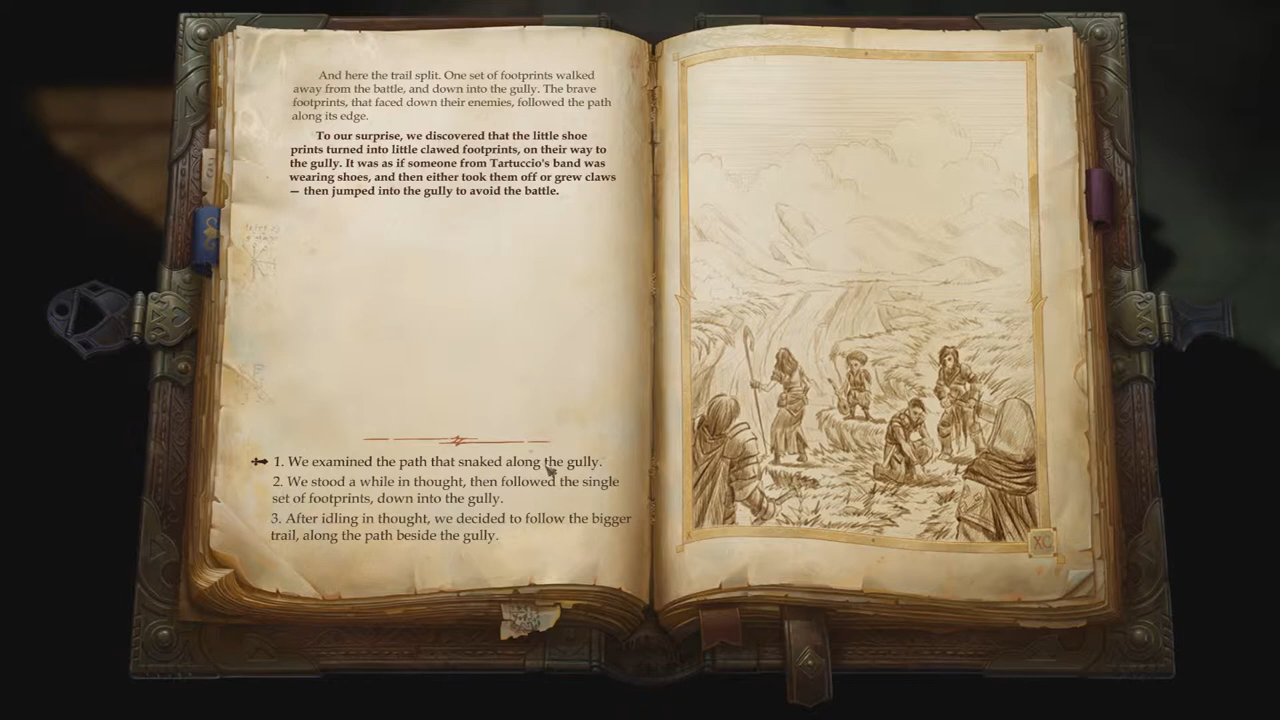 And here the trail split. One set of footprints walked
away from the battle, and down into the gully. The brave
footprints, that faced down their enemies, followed the path
along its edge.
To our surprise, we discovered that the little shoe
prints turned into little clawed footprints, on their way to
the gully. It was as if someone from Tartuccio's band was
wearing shoes, and then either took them off or grew claws
— then jumped into the gully to avoid the battle.
1. We examined the path that snaked along the gully.
2. We stood a while in thought, then followed the single
set of footprints, down into the gully.
3. After idling in thought, we decided to follow the bigger
trail, along the path beside the gully.
XC